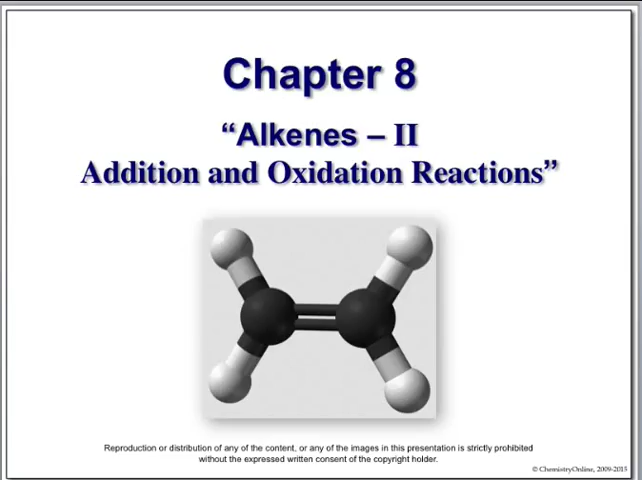 Chapter 8
“Alkenes – II
Addition and Oxidation Reactions”
Reproduction or distribution of any of the content, or any of the images in this presentation is strictly prohibited
without the expressed written consent of the copyright holder.
© ChemistryOnline, 2009-2015